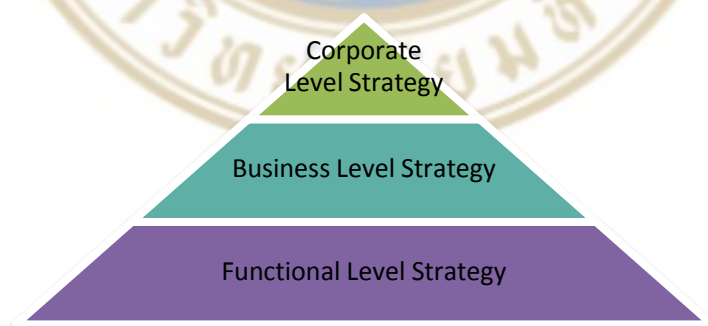 Corporate
Level Strategy
Business Level Strategy
Functional Level Strategy